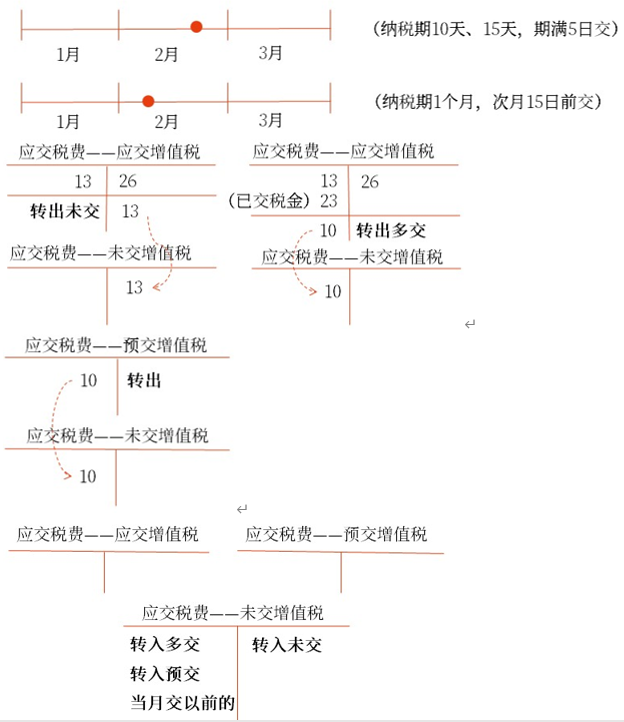 (纳税期10天、15天，期满5日交)
1月 2月 3月
(纳税期1个月，次月15日前交)
1月 2月 3月
应交税费——应交增值税
13 26
转出未交 13
应交税费——未交增值税
13
应交税费——应交增值税
13 26
(已交税金) 23
10 转出多交
应交税费——未交增值税
10
应交税费——预交增值税
10 转出
应交税费——未交增值税
10
应交税费——应交增值税
应交税费——预交增值税
应交税费——未交增值税
转入多交 转入未交
转入预交
当月交以前的